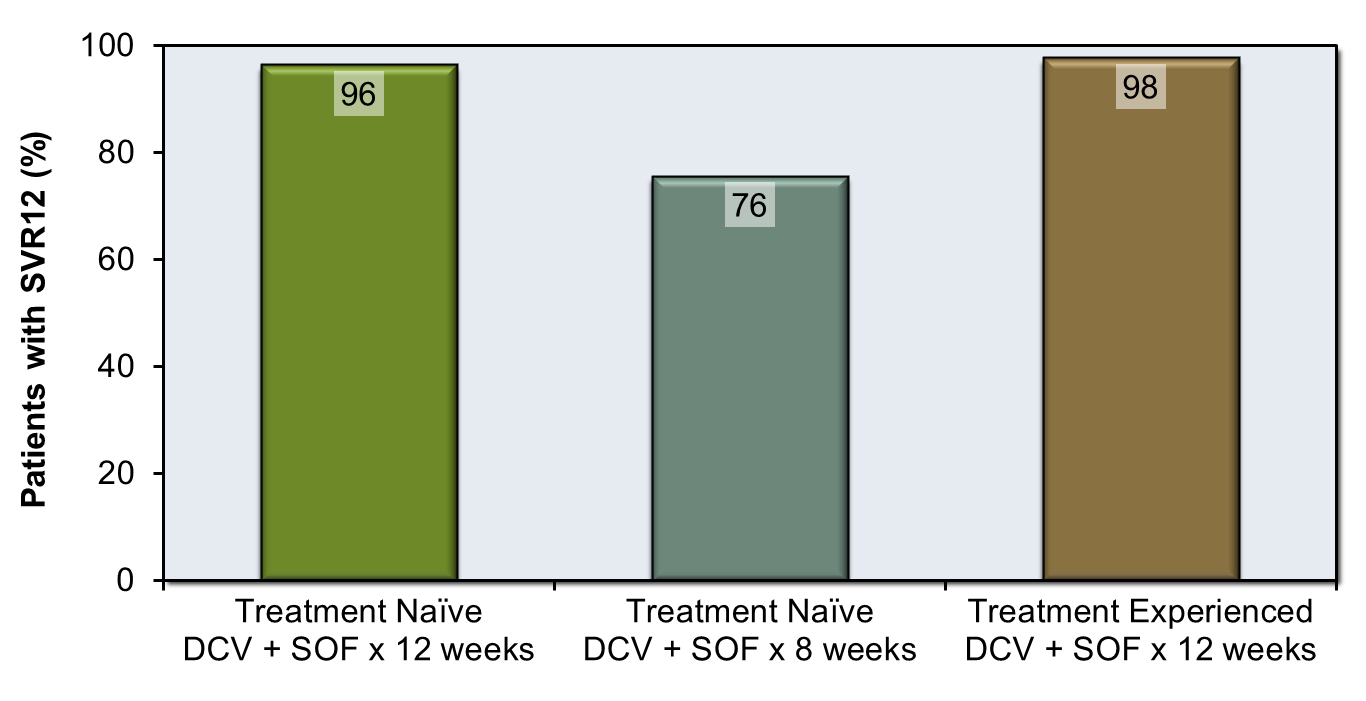 Patients with SVR12 (%)
100
80
60
40
20
0
96
76
98
Treatment Naïve
DCV + SOF x 12 weeks
Treatment Naïve
DCV + SOF x 8 weeks
Treatment Experienced
DCV + SOF x 12 weeks